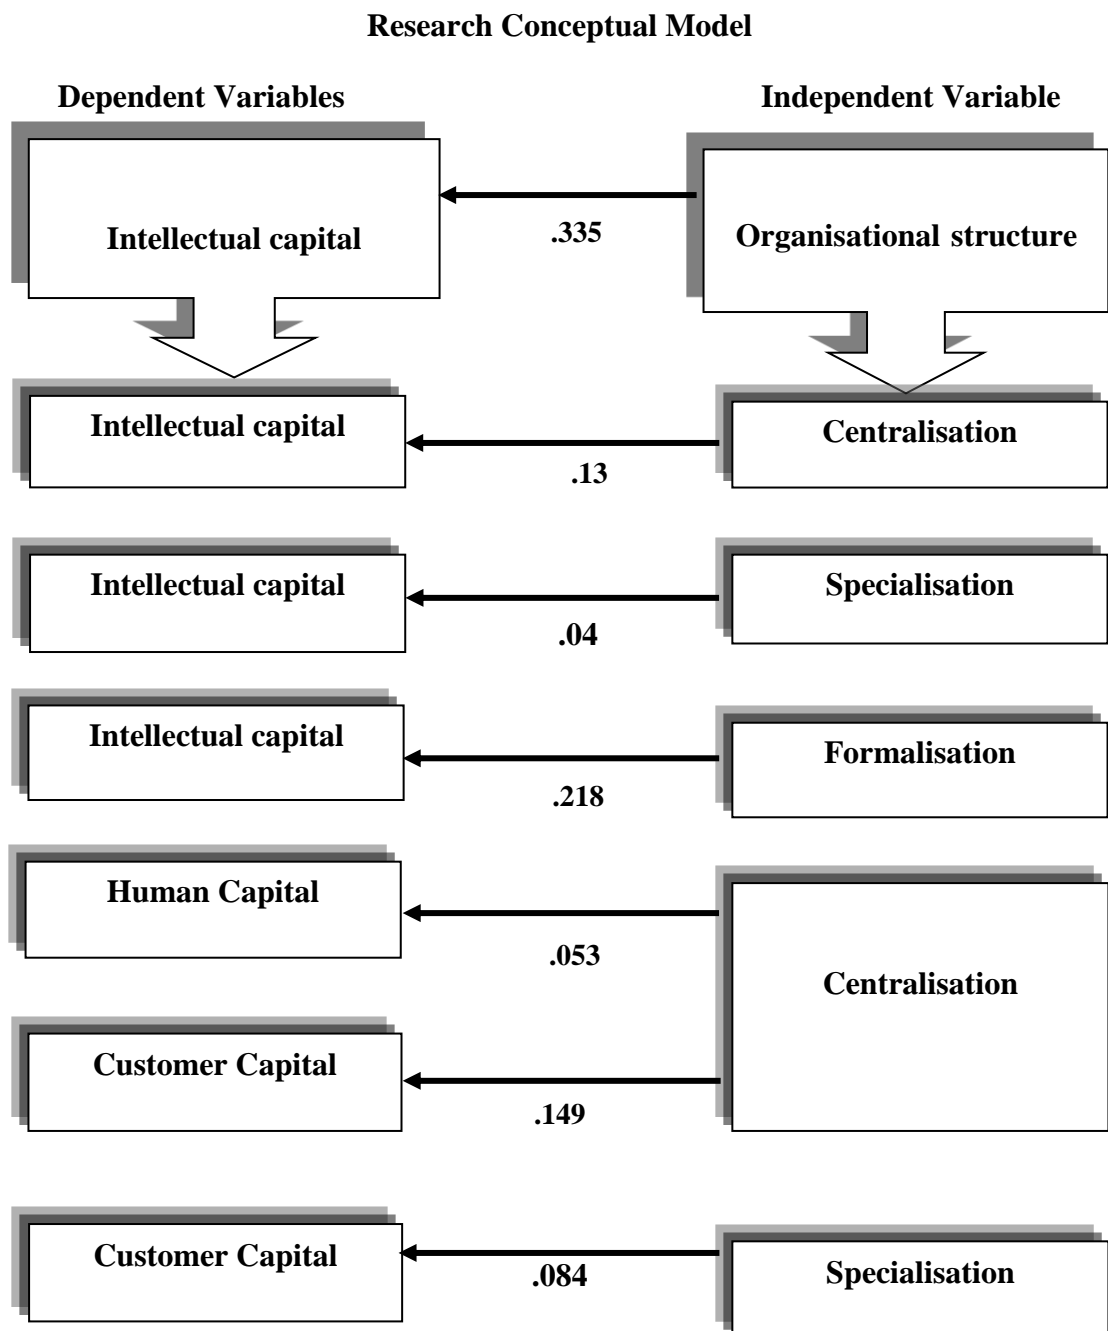 Research Conceptual Model
Dependent Variables
Independent Variable
Intellectual capital
.335
Organisational structure
Intellectual capital
.13
Centralisation
Intellectual capital
.04
Specialisation
Intellectual capital
.218
Formalisation
Human Capital
.053
Centralisation
Customer Capital
.149
Customer Capital
.084
Specialisation